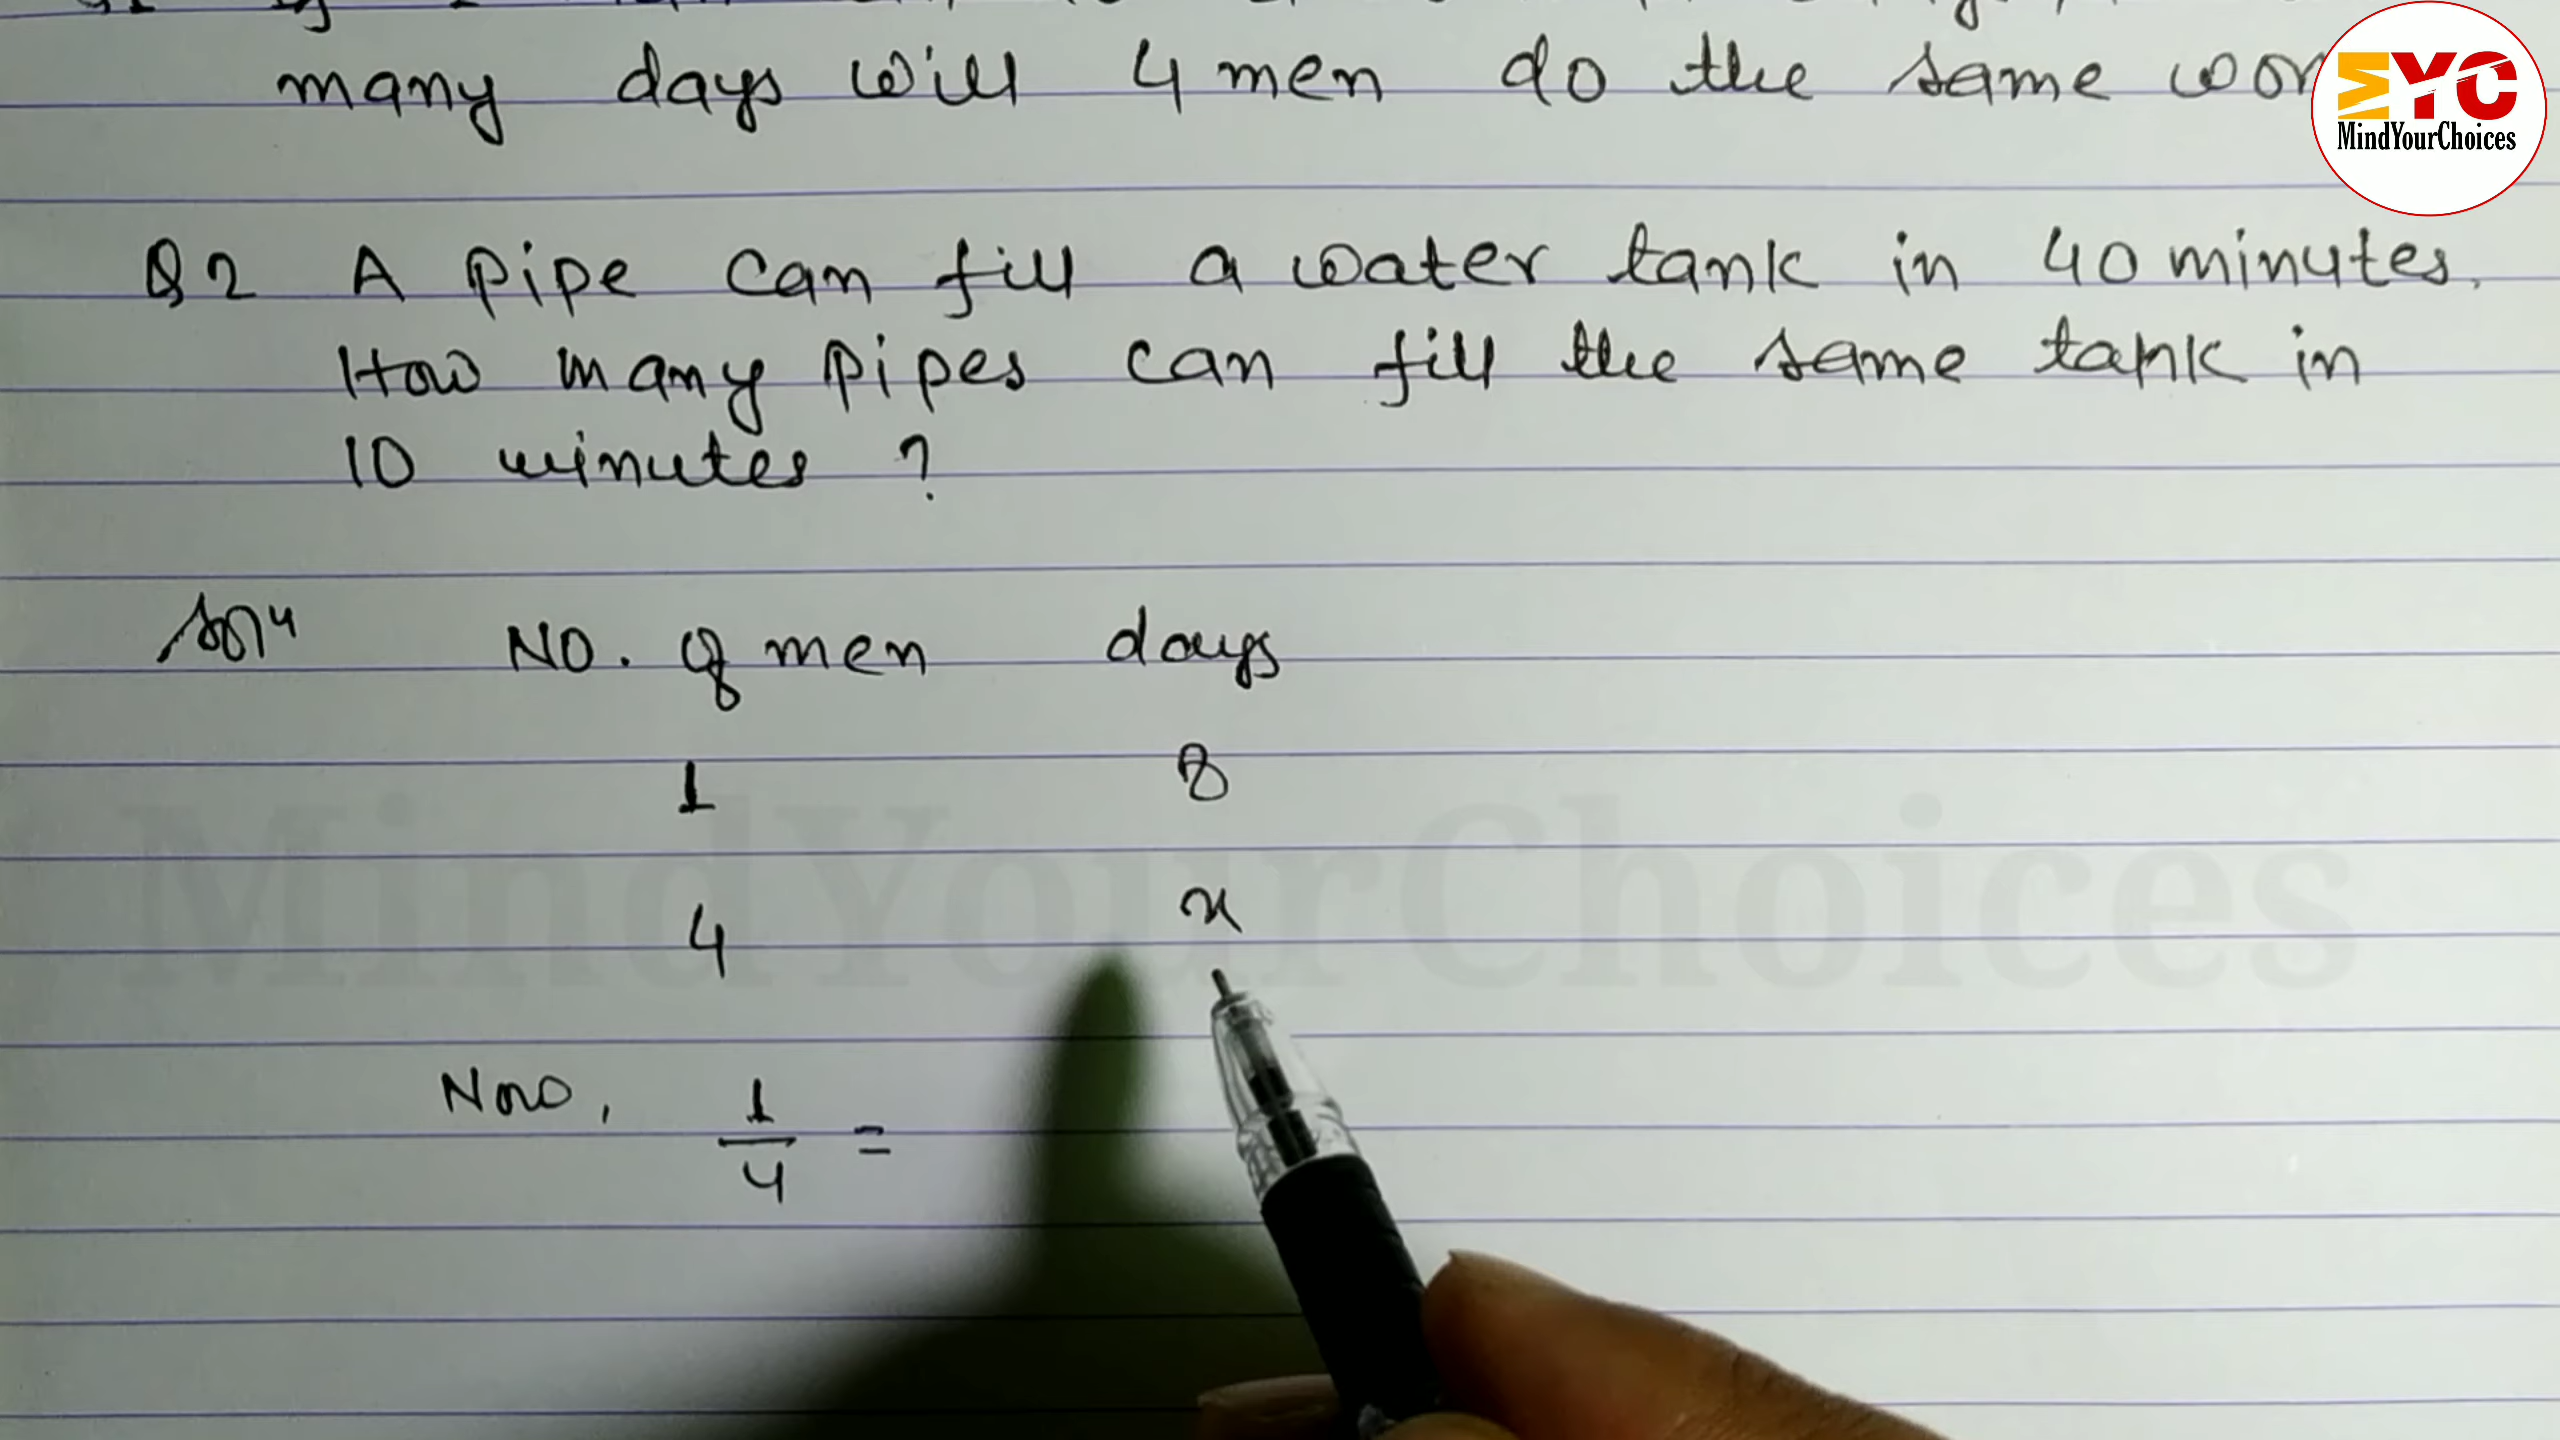 many days will 4 men do the same
MYC
MindYourChoices
Q2 A pipe can fill a water tank in 40 minutes.
How many pipes can fill the same tank in
10 minutes ?
Solⁿ NO. of men days
1 8
4 x
MindYourChoices
Now, 1/4 =